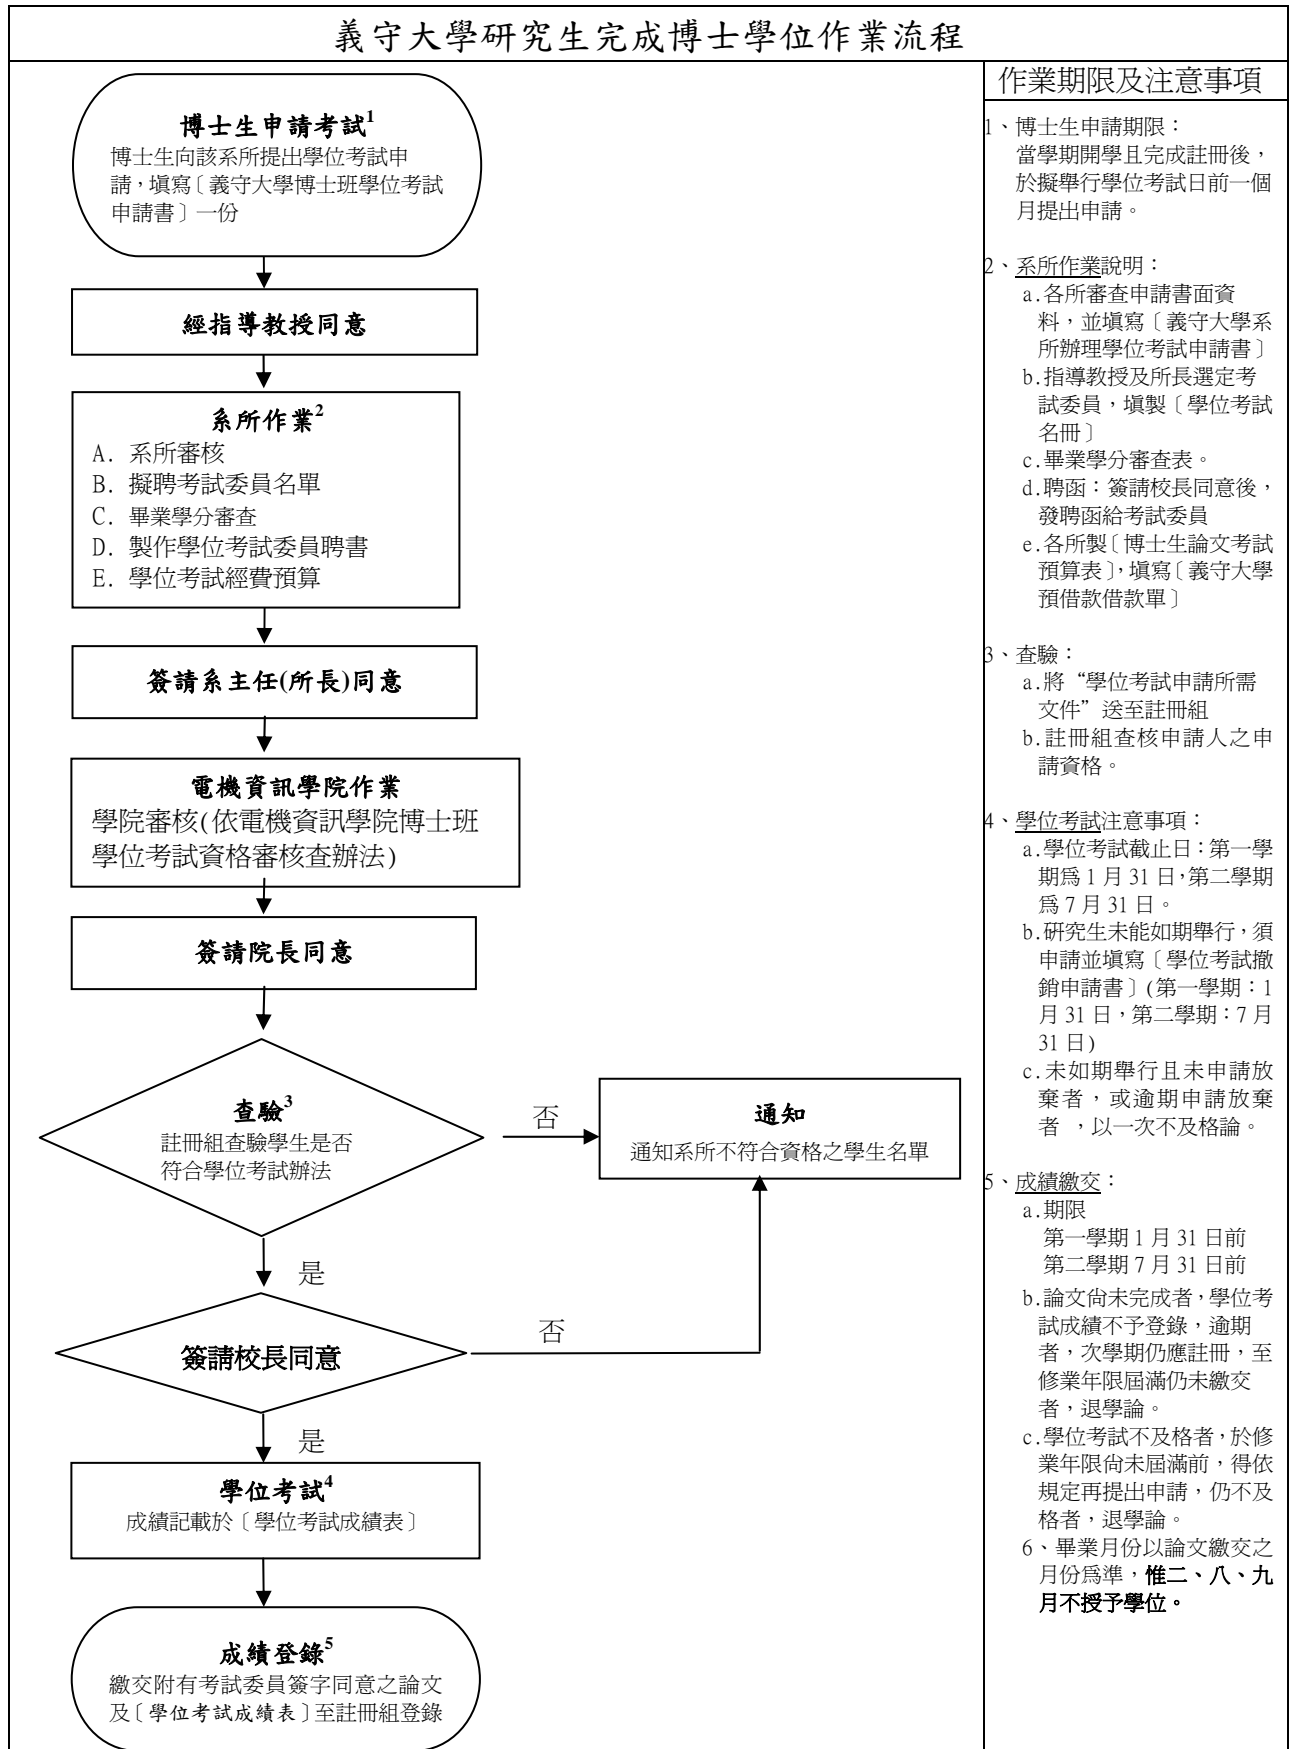 義守大學研究生完成博士學位作業流程
博士生申請考試1
博士生向該系所提出學位考試申
請，填寫〔義守大學博士班學位考試
申請書〕一份
經指導教授同意
系所作業2
A. 系所審核
B. 擬聘考試委員名單
C. 畢業學分審查
D. 製作學位考試委員聘書
E. 學位考試經費預算
簽請系主任(所長)同意
電機資訊學院作業
學院審核(依電機資訊學院博士班
學位考試資格審核查辦法)
簽請院長同意
查驗3
註冊組查驗學生是否
符合學位考試辦法
否
通知
通知系所不符合資格之學生名單
是
簽請校長同意
否
是
學位考試4
成績記載於〔學位考試成績表〕
成績登錄5
繳交附有考試委員簽字同意之論文
及〔學位考試成績表〕至註冊組登錄
作業期限及注意事項
1、博士生申請期限：
當學期開學且完成註冊後，
於擬舉行學位考試日前一個
月提出申請。
2、系所作業說明：
a.各所審查申請書面資
料，並填寫〔義守大學系
所辦理學位考試申請書〕
b.指導教授及所長選定考
試委員，填製〔學位考試
名冊〕
c.畢業學分審查表。
d.聘函：簽請校長同意後，
發聘函給考試委員
e.各所製〔博士生論文考試
預算表〕，填寫〔義守大學
預借款借款單〕
3、查驗：
a.將“學位考試申請所需
文件”送至註冊組
b.註冊組查核申請人之申
請資格。
4、學位考試注意事項：
a.學位考試截止日：第一學
期為 1 月 31 日，第二學期
為 7 月 31 日。
b.研究生未能如期舉行，須
申請並填寫〔學位考試撤
銷申請書〕(第一學期：1
月 31 日，第二學期：7 月
31 日)
c.未如期舉行且未申請放
棄者，或逾期申請放棄
者 ，以一次不及格論。
5、成績繳交：
a.期限
第一學期 1 月 31 日前
第二學期 7 月 31 日前
b.論文尚未完成者，學位考
試成績不予登錄，逾期
者，次學期仍應註冊，至
修業年限屆滿仍未繳交
者，退學論。
c.學位考試不及格者，於修
業年限尚未屆滿前，得依
規定再提出申請，仍不及
格者，退學論。
6、畢業月份以論文繳交之
月份為準，惟二、八、九
月不授予學位。